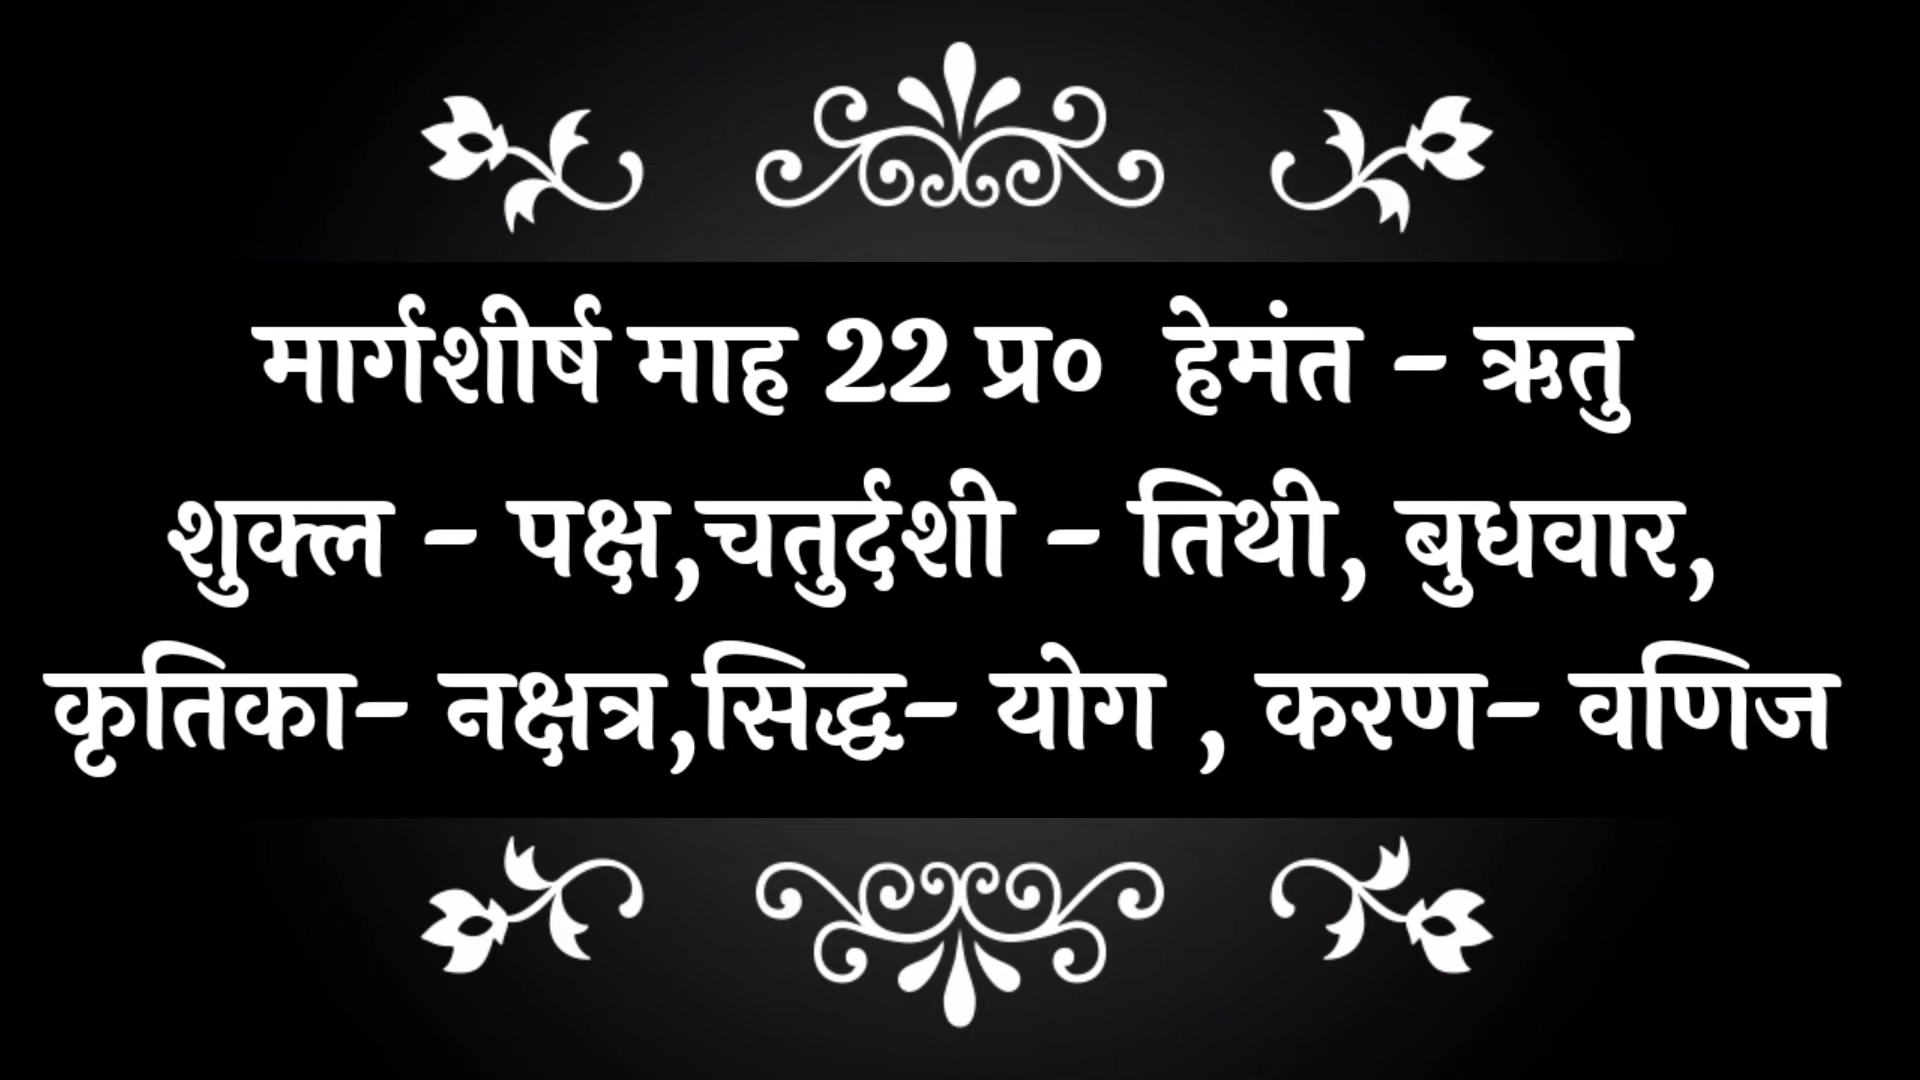 मार्गशीर्ष माह 22 प्र० हेमंत - ऋतु
शुक्ल - पक्ष,चतुर्दशी - तिथी, बुधवार,
कृतिका- नक्षत्र,सिद्ध- योग , करण- वणिज